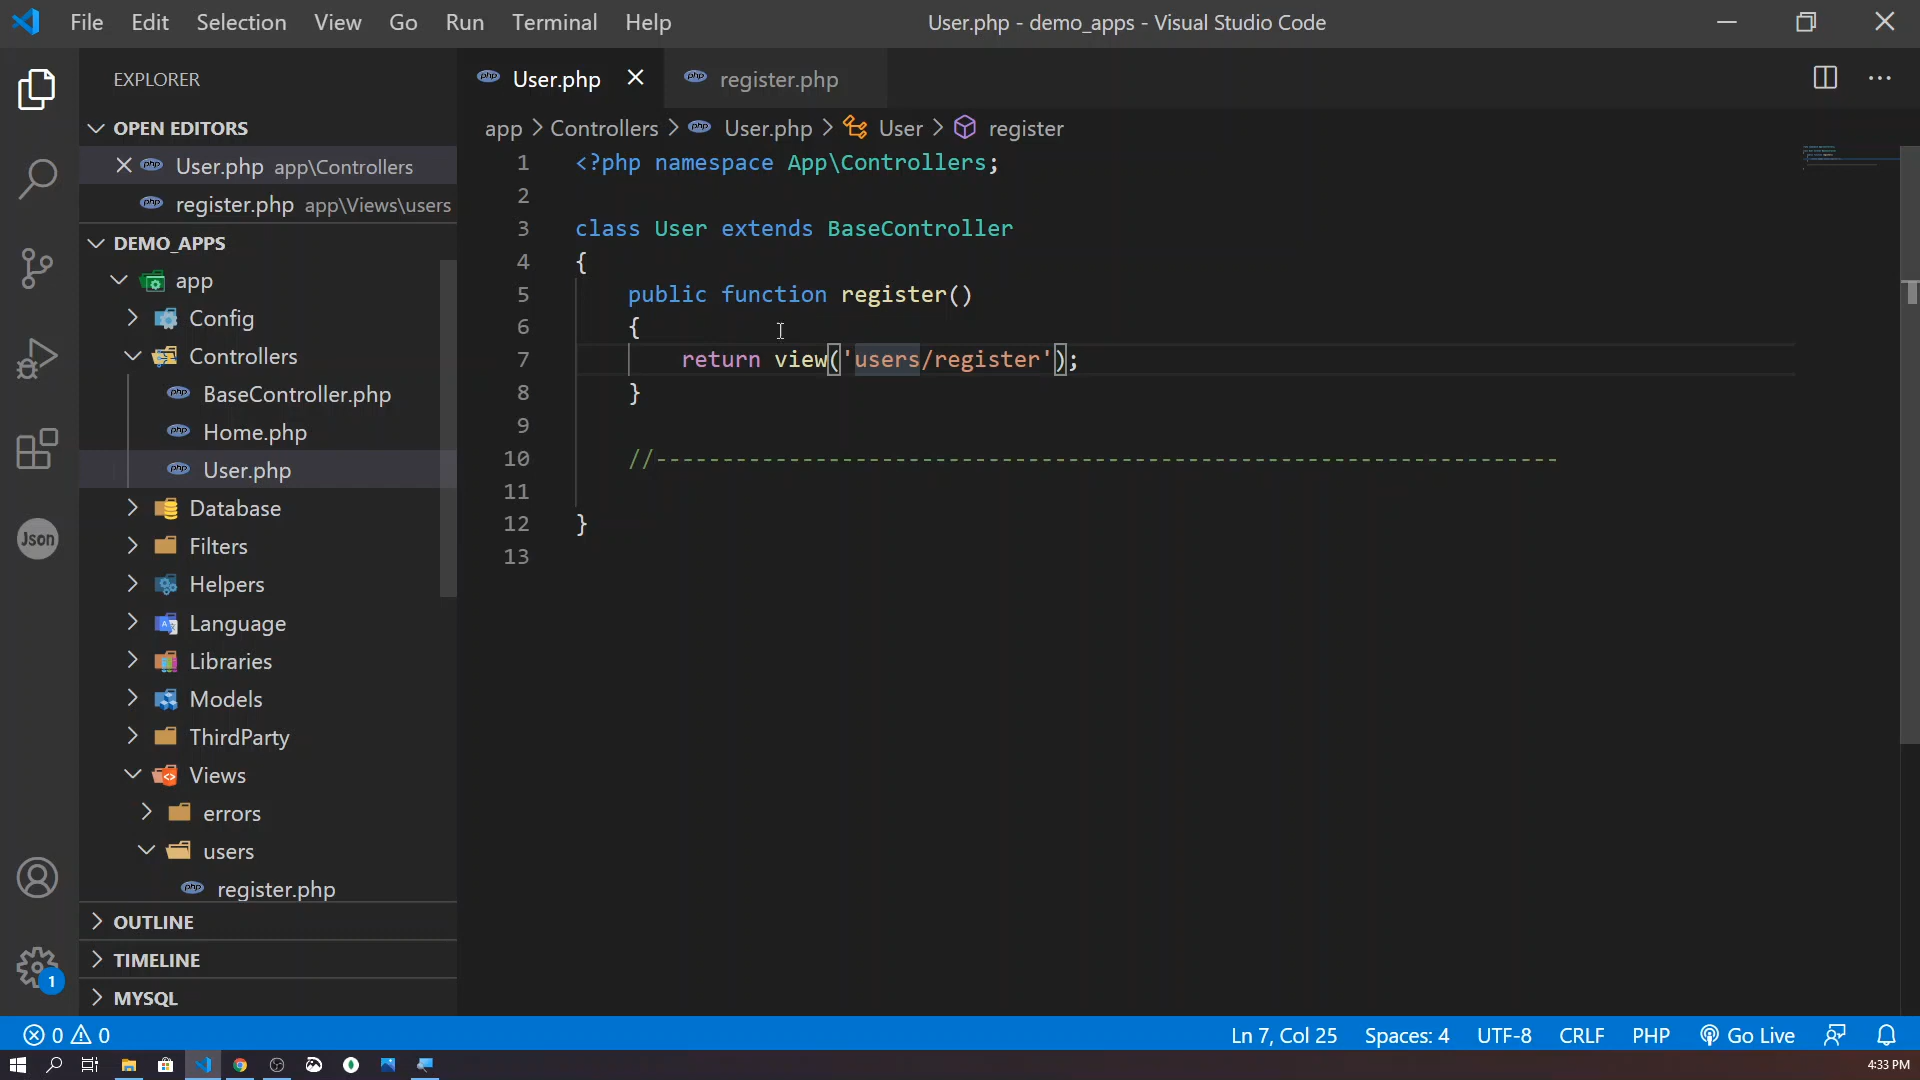 File Edit Selection View Go Run Terminal Help
User.php - demo_apps - Visual Studio Code
EXPLORER
OPEN EDITORS
User.php app\Controllers
register.php app\Views\users
DEMO_APPS
app
Config
Controllers
BaseController.php
Home.php
User.php
Database
Filters
Helpers
Language
Libraries
Models
ThirdParty
Views
errors
users
register.php
OUTLINE
TIMELINE
MYSQL
Json
1
User.php register.php
app > Controllers > User.php > User > register
1 <?php namespace App\Controllers;
2
3 class User extends BaseController
4 {
5 public function register()
6 {
7 return view('users/register');
8 }
9
10 //--------------------------------------------------------------------
11
12 }
13
0 0
Ln 7, Col 25 Spaces: 4 UTF-8 CRLF PHP Go Live
4:33 PM